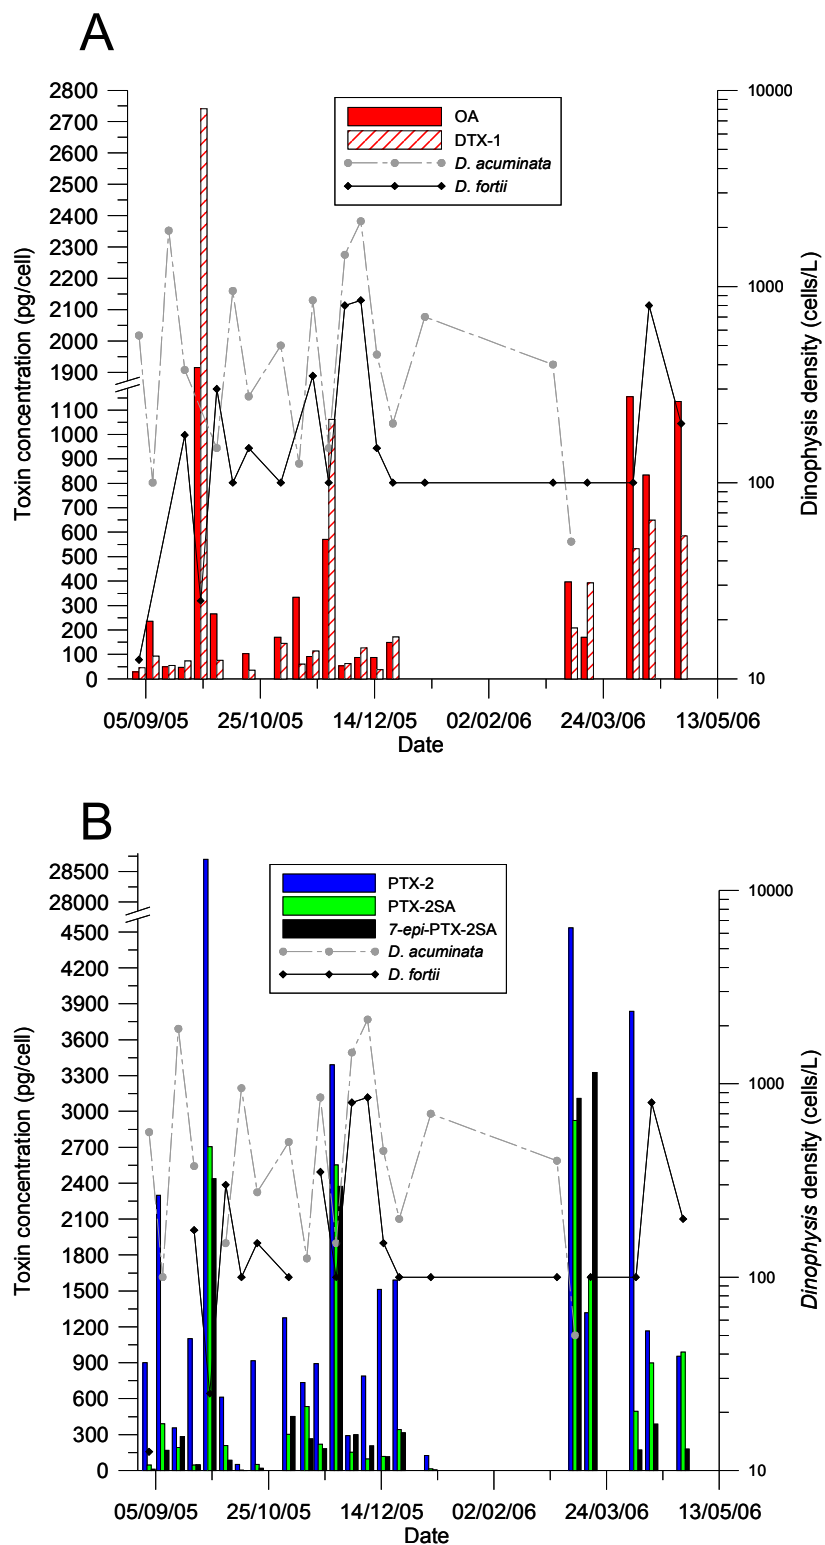 A
2800
2700
2600
2500
2400
2300
2200
2100
2000
1900
1100
1000
900
800
700
600
500
400
300
200
100
0
Toxin concentration (pg/cell)
OA
DTX-1
D. acuminata
D. fortii
10000
1000
100
10
Dinophysis density (cells/L)
05/09/05 25/10/05 14/12/05 02/02/06 24/03/06 13/05/06
Date
B
28500
28000
4500
4200
3900
3600
3300
3000
2700
2400
2100
1800
1500
1200
900
600
300
0
Toxin concentration (pg/cell)
PTX-2
PTX-2SA
7-epi-PTX-2SA
D. acuminata
D. fortii
10000
1000
100
10
Dinophysis density (cells/L)
05/09/05 25/10/05 14/12/05 02/02/06 24/03/06 13/05/06
Date